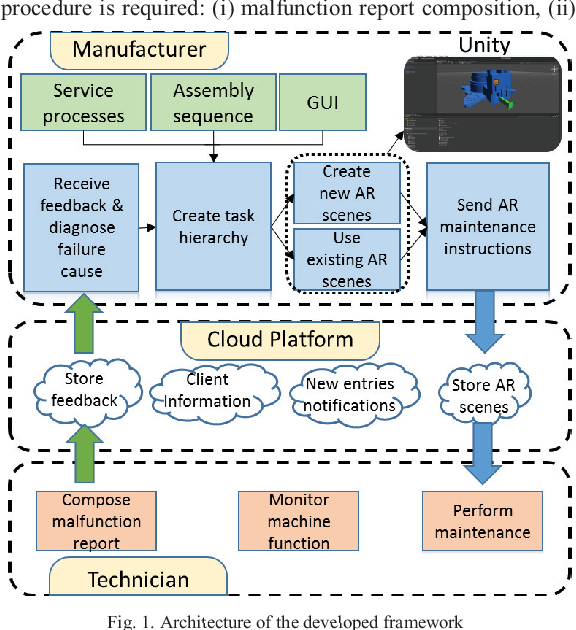 procedure is required: (i) malfunction report composition, (ii)
Manufacturer
Unity
Service
processes
Assembly
sequence
GUI
Receive
feedback &
diagnose
failure
cause
Create task
hierarchy
Create
new AR
scenes
Use
existing AR
scenes
Send AR
maintenance
instructions
Cloud Platform
Store
feedback
Client
Information
New entries
notifications
Store AR
scenes
Compose
malfunction
report
Monitor
machine
function
Perform
maintenance
Technician
Fig. 1. Architecture of the developed framework